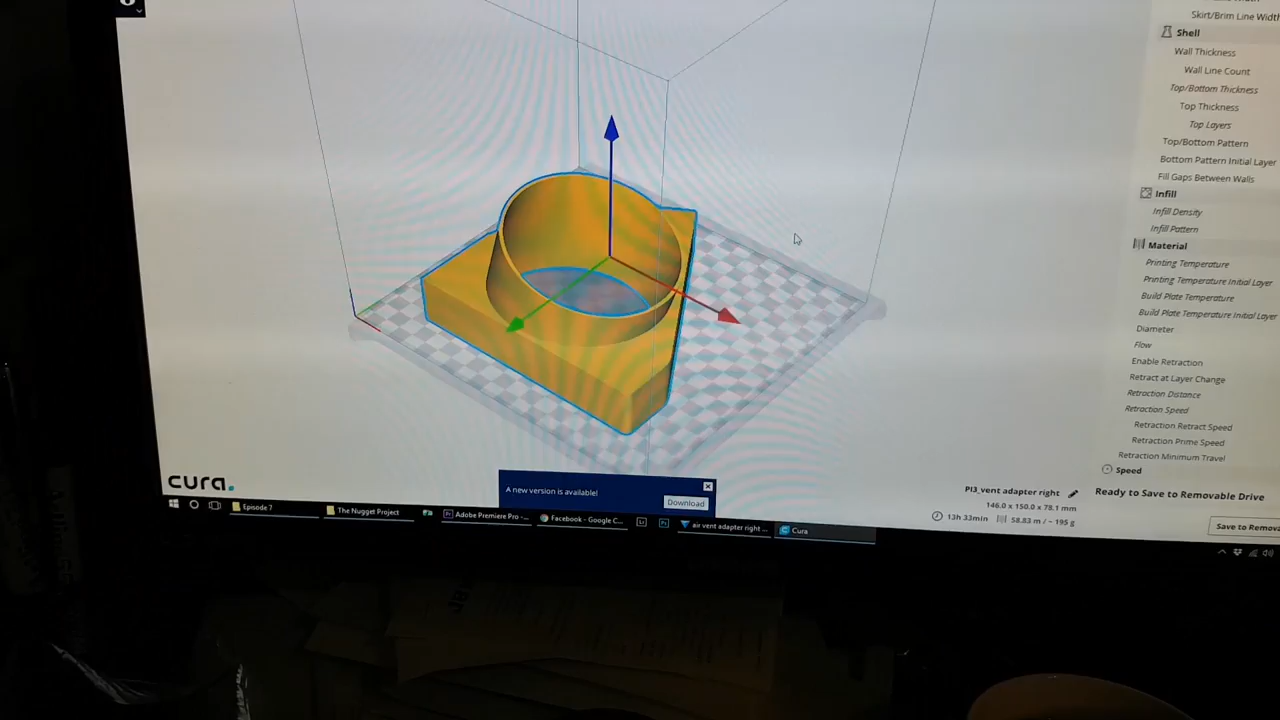 Skirt/Brim Line Width
Shell
Wall Thickness
Wall Line Count
Top/Bottom Thickness
Top Thickness
Top Layers
Top/Bottom Pattern
Bottom Pattern Initial Layer
Fill Gaps Between Walls
Infill
Infill Density
Infill Pattern
Material
Printing Temperature
Printing Temperature Initial Layer
Build Plate Temperature
Build Plate Temperature Initial Layer
Diameter
Flow
Enable Retraction
Retract at Layer Change
Retraction Distance
Retraction Speed
Retraction Retract Speed
Retraction Prime Speed
Retraction Minimum Travel
Speed
cura.
A new version is available!
Download
PI3_vent adapter right
146.0 x 150.0 x 78.1 mm
13h 33min
58.83 m / ~ 195 g
Ready to Save to Removable Drive
Save to Remova
Episode 7
The Nugget Project
Adobe Premiere Pro -...
Facebook - Google C...
air vent adapter right ...
Cura